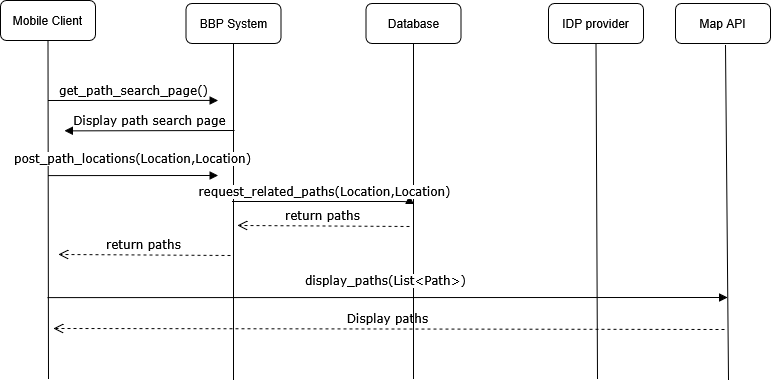 Mobile Client
BBP System
Database
IDP provider
Map API
get_path_search_page()
Display path search page
post_path_locations(Location,Location)
request_related_paths(Location,Location)
return paths
return paths
display_paths(List<Path>)
Display paths